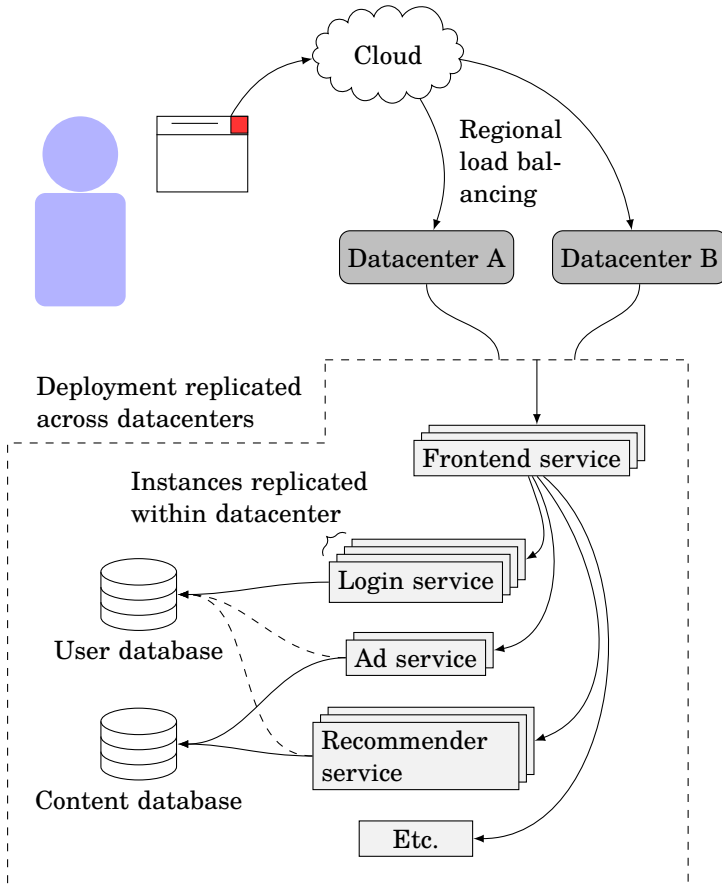 Cloud
Regional
load bal-
ancing
Datacenter A
Datacenter B
Deployment replicated
across datacenters
Frontend service
Instances replicated
within datacenter
Login service
User database
Ad service
Recommender
service
Content database
Etc.